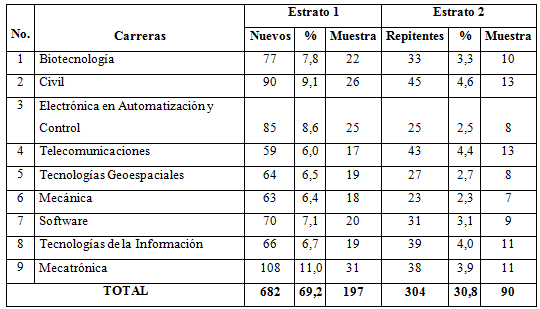 No. Carreras Estrato 1 Estrato 2
Nuevos % Muestra Repitentes % Muestra
1 Biotecnología 77 7,8 22 33 3,3 10
2 Civil 90 9,1 26 45 4,6 13
3 Electrónica en Automatización y
Control 85 8,6 25 25 2,5 8
4 Telecomunicaciones 59 6,0 17 43 4,4 13
5 Tecnologías Geoespaciales 64 6,5 19 27 2,7 8
6 Mecánica 63 6,4 18 23 2,3 7
7 Software 70 7,1 20 31 3,1 9
8 Tecnologías de la Información 66 6,7 19 39 4,0 11
9 Mecatrónica 108 11,0 31 38 3,9 11
TOTAL 682 69,2 197 304 30,8 90